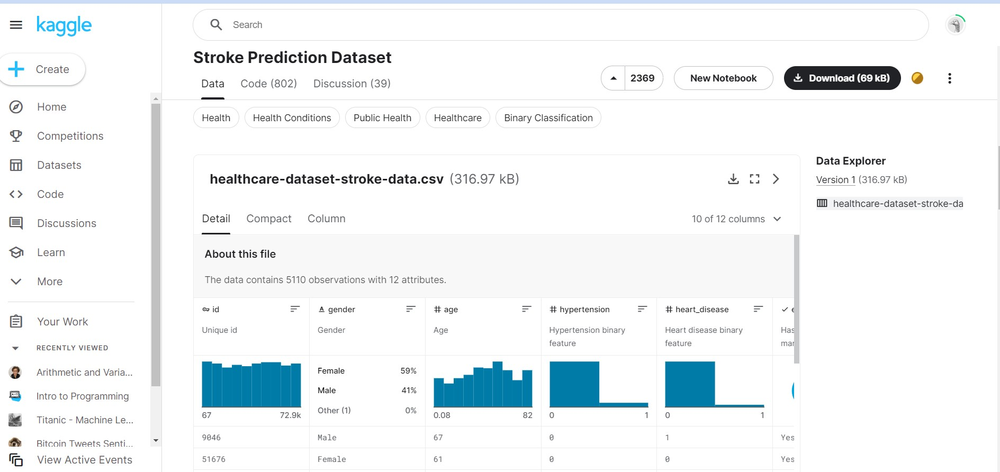 kaggle
Search
Create
Home
Competitions
Datasets
Code
Discussions
Learn
More
Your Work
RECENTLY VIEWED
Arithmetic and Varia...
Intro to Programming
Titanic - Machine Le...
Bitcoin Tweets Senti...
View Active Events
Stroke Prediction Dataset
Data Code (802) Discussion (39)
2369 New Notebook Download (69 kB)
Health Health Conditions Public Health Healthcare Binary Classification
healthcare-dataset-stroke-data.csv (316.97 kB)
Detail Compact Column 10 of 12 columns
About this file
The data contains 5110 observations with 12 attributes.
id gender # age # hypertension # heart_disease e
Unique id Gender Age Hypertension binary feature Heart disease binary feature Has mar
Female 59%
Male 41%
Other (1) 0%
67 72.9k 0.08 82 0 1 0 1
9046 Male 67 0 1 Yes
51676 Female 61 0 0 Yes
Data Explorer
Version 1 (316.97 kB)
healthcare-dataset-stroke-da